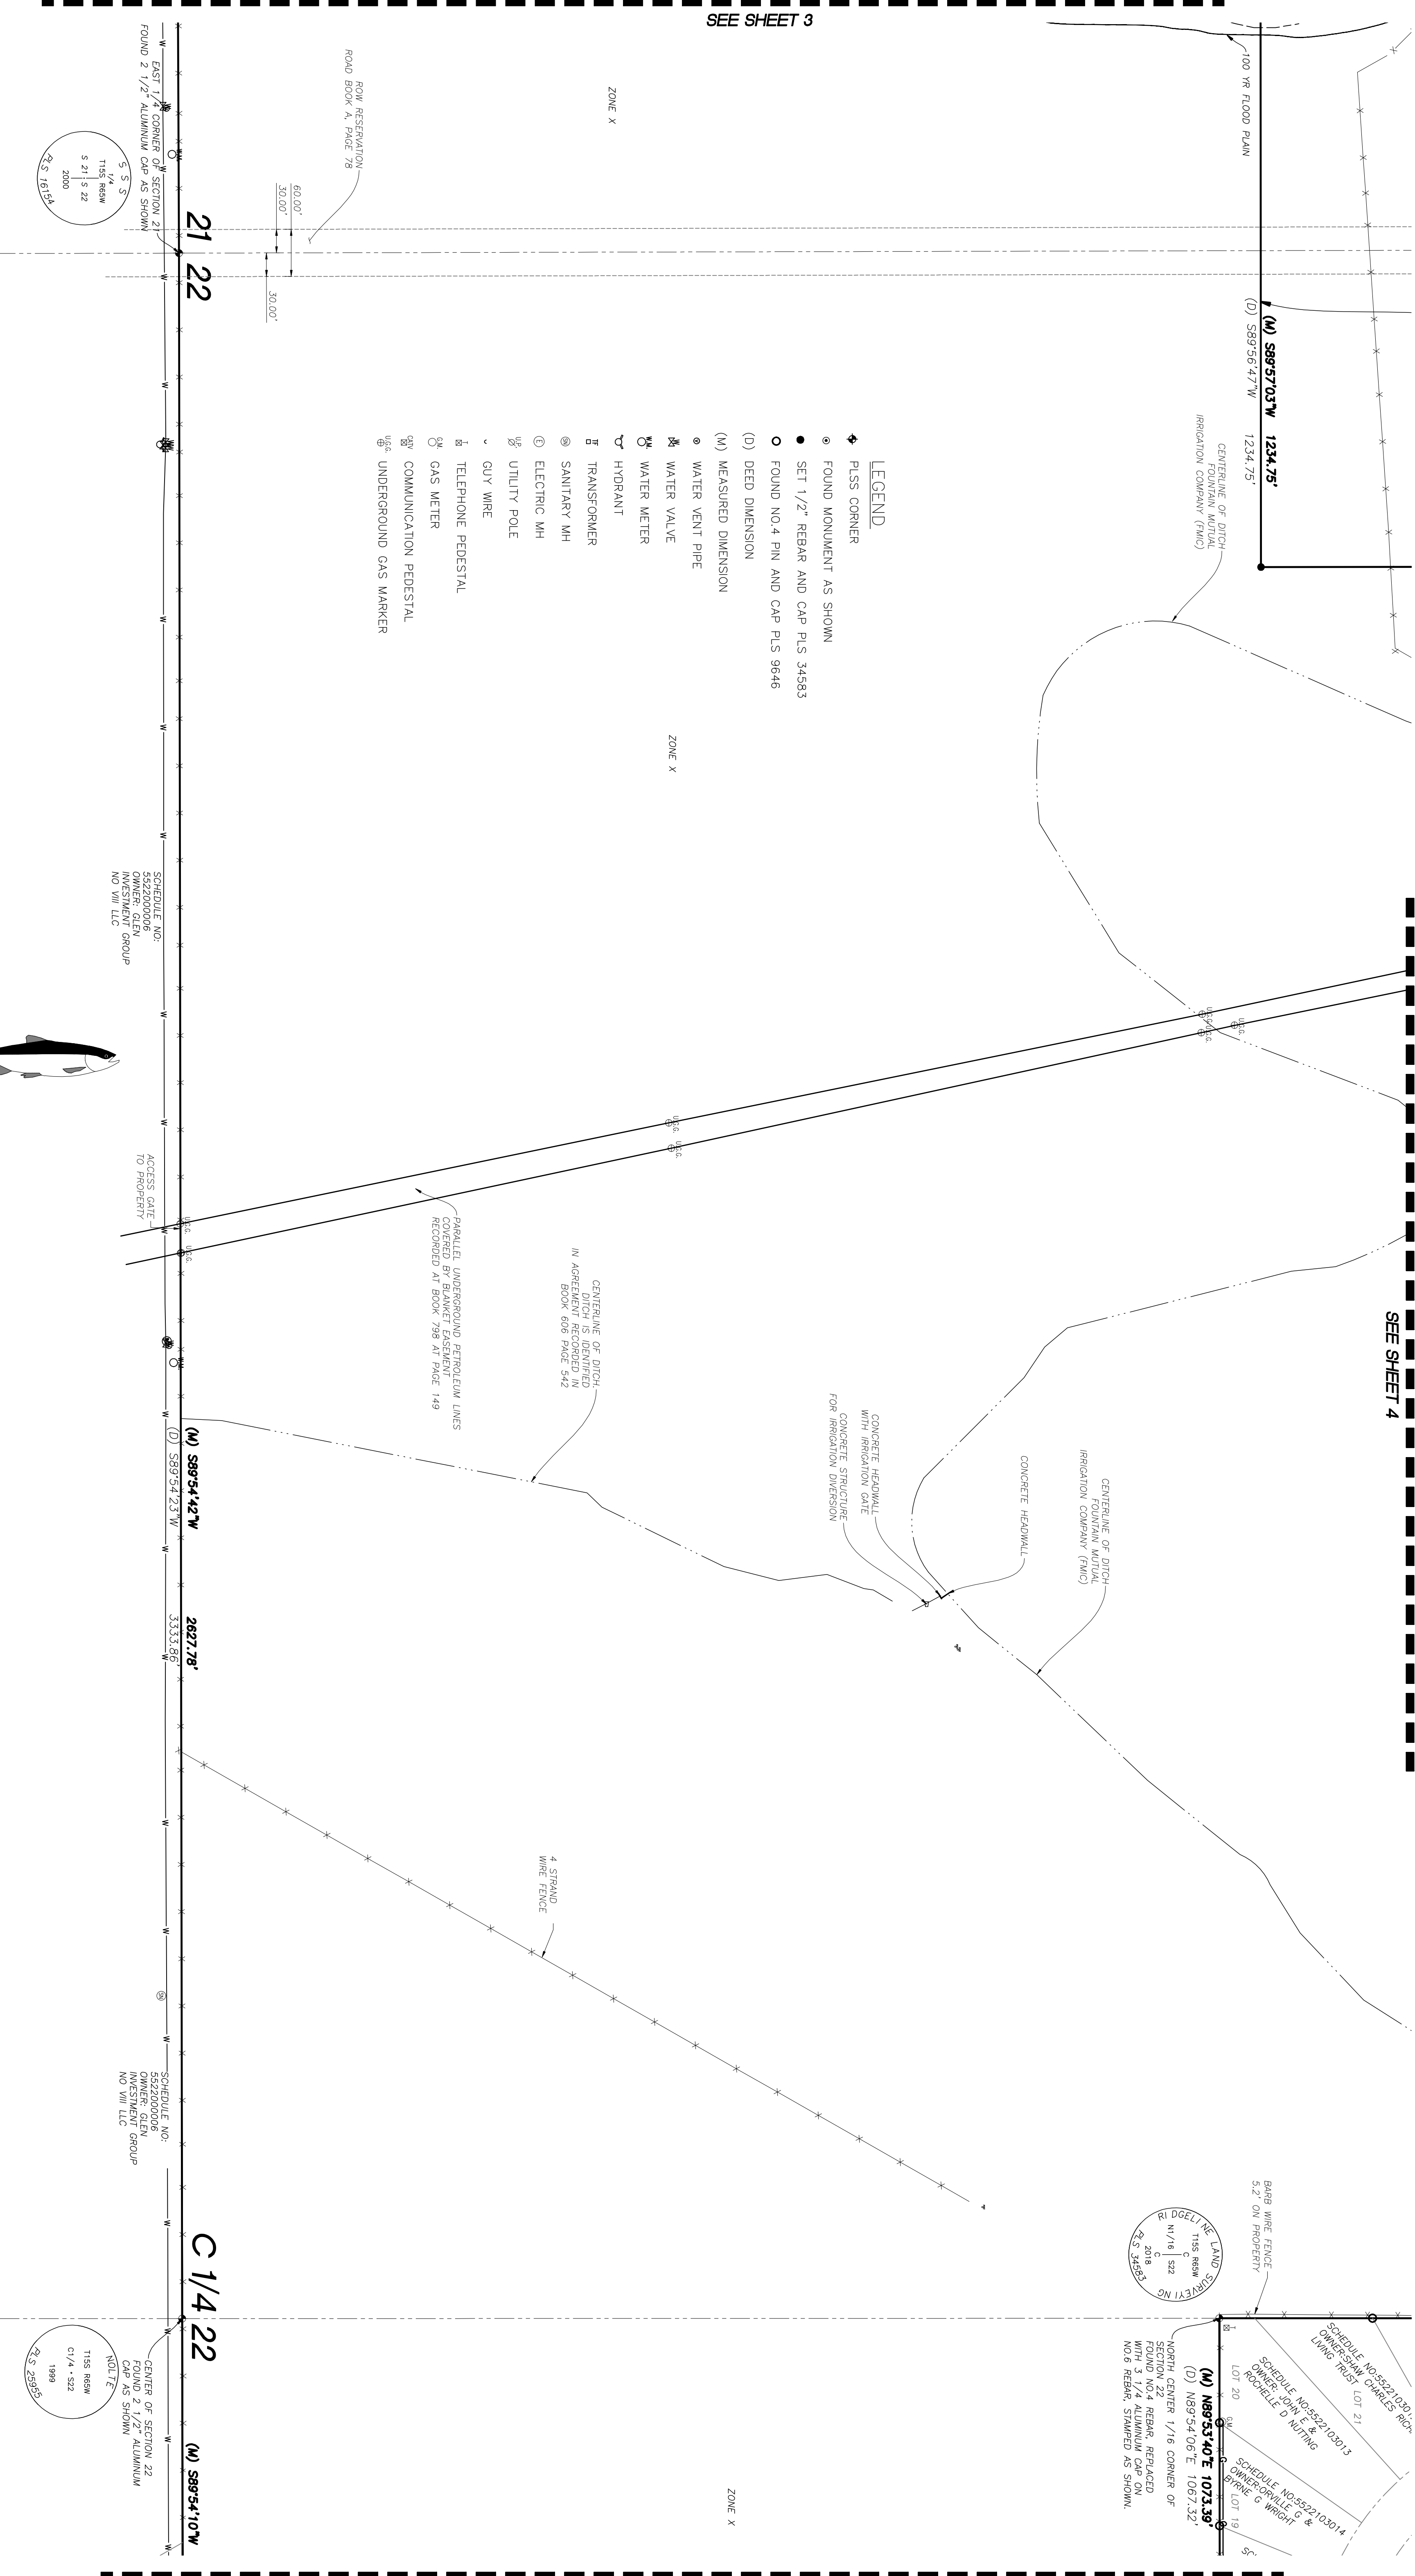 SEE SHEET 3
100 YR FLOOD PLAIN
(M) S89°57'03"W 1234.75'
(D) S89°56'47"W 1234.75'
CENTERLINE OF DITCH
FOUNTAIN MUTUAL
IRRIGATION COMPANY (FMIC)
ZONE X
ROW RESERVATION
ROAD BOOK A, PAGE 78
60.00'
30.00'
30.00'
21
22
EAST 1/4 CORNER OF SECTION 21
FOUND 2 1/2" ALUMINUM CAP AS SHOWN
S S S
1/4
T15S R65W
S 21 S 22
2000
PLS 16154
LEGEND
PLSS CORNER
FOUND MONUMENT AS SHOWN
SET 1/2" REBAR AND CAP PLS 34583
FOUND NO.4 PIN AND CAP PLS 9646
(D) DEED DIMENSION
(M) MEASURED DIMENSION
WATER VENT PIPE
W. WATER VALVE
W.M. WATER METER
HYDRANT
TF TRANSFORMER
SN SANITARY MH
E ELECTRIC MH
U.P. UTILITY POLE
GUY WIRE
T TELEPHONE PEDESTAL
G.M. GAS METER
CATV COMMUNICATION PEDESTAL
U.G.G. UNDERGROUND GAS MARKER
ZONE X
SCHEDULE NO:
5522000006
OWNER: GLEN
INVESTMENT GROUP
NO VIII LLC
SEE SHEET 4
U.G.G.
U.G.G.
U.G.G.
U.G.G.
U.G.G.
U.G.G.
U.G.G.
ACCESS GATE
TO PROPERTY
PARALLEL UNDERGROUND PETROLEUM LINES
COVERED BY BLANKET EASEMENT
RECORDED AT BOOK 798 AT PAGE 149
CENTERLINE OF DITCH.
DITCH IS IDENTIFIED
IN AGREEMENT RECORDED IN
BOOK 606 PAGE 542
CENTERLINE OF DITCH
FOUNTAIN MUTUAL
IRRIGATION COMPANY (FMIC)
CONCRETE HEADWALL
CONCRETE HEADWALL
WITH IRRIGATION GATE
CONCRETE STRUCTURE
FOR IRRIGATION DIVERSION
(M) S89°54'42"W 2627.78'
(D) S89°54'23"W 3333.86'
4 STRAND
WIRE FENCE
SCHEDULE NO:
5522000006
OWNER: GLEN
INVESTMENT GROUP
NO VIII LLC
C 1/4 22
CENTER OF SECTION 22
FOUND 2 1/2" ALUMINUM
CAP AS SHOWN
NOLTE
T15S R65W
C1/4 • S22
1999
PLS 25955
(M) S89°54'10"W
BARB WIRE FENCE
5.2' ON PROPERTY
RIDGELINE LAND SURVEYING
T15S R65W
C
N1/16 S22
C
2018
PLS 34583
NORTH CENTER 1/16 CORNER OF
SECTION 22
FOUND NO.4 REBAR, REPLACED
WITH 3 1/4 ALUMINUM CAP ON
NO.6 REBAR, STAMPED AS SHOWN.
(M) N89°53'40"E 1073.39'
(D) N89°54'06"E 1067.32'
OWNER:SHAW CHARLES
LIVING TRUST LOT 21
SCHEDULE NO:5522103013
OWNER: JOHN E &
ROCHELLE D NUTTING
LOT 20
SCHEDULE NO:5522103014
OWNER:ORVILLE G &
BYRNE G WRIGHT
LOT 19
ZONE X